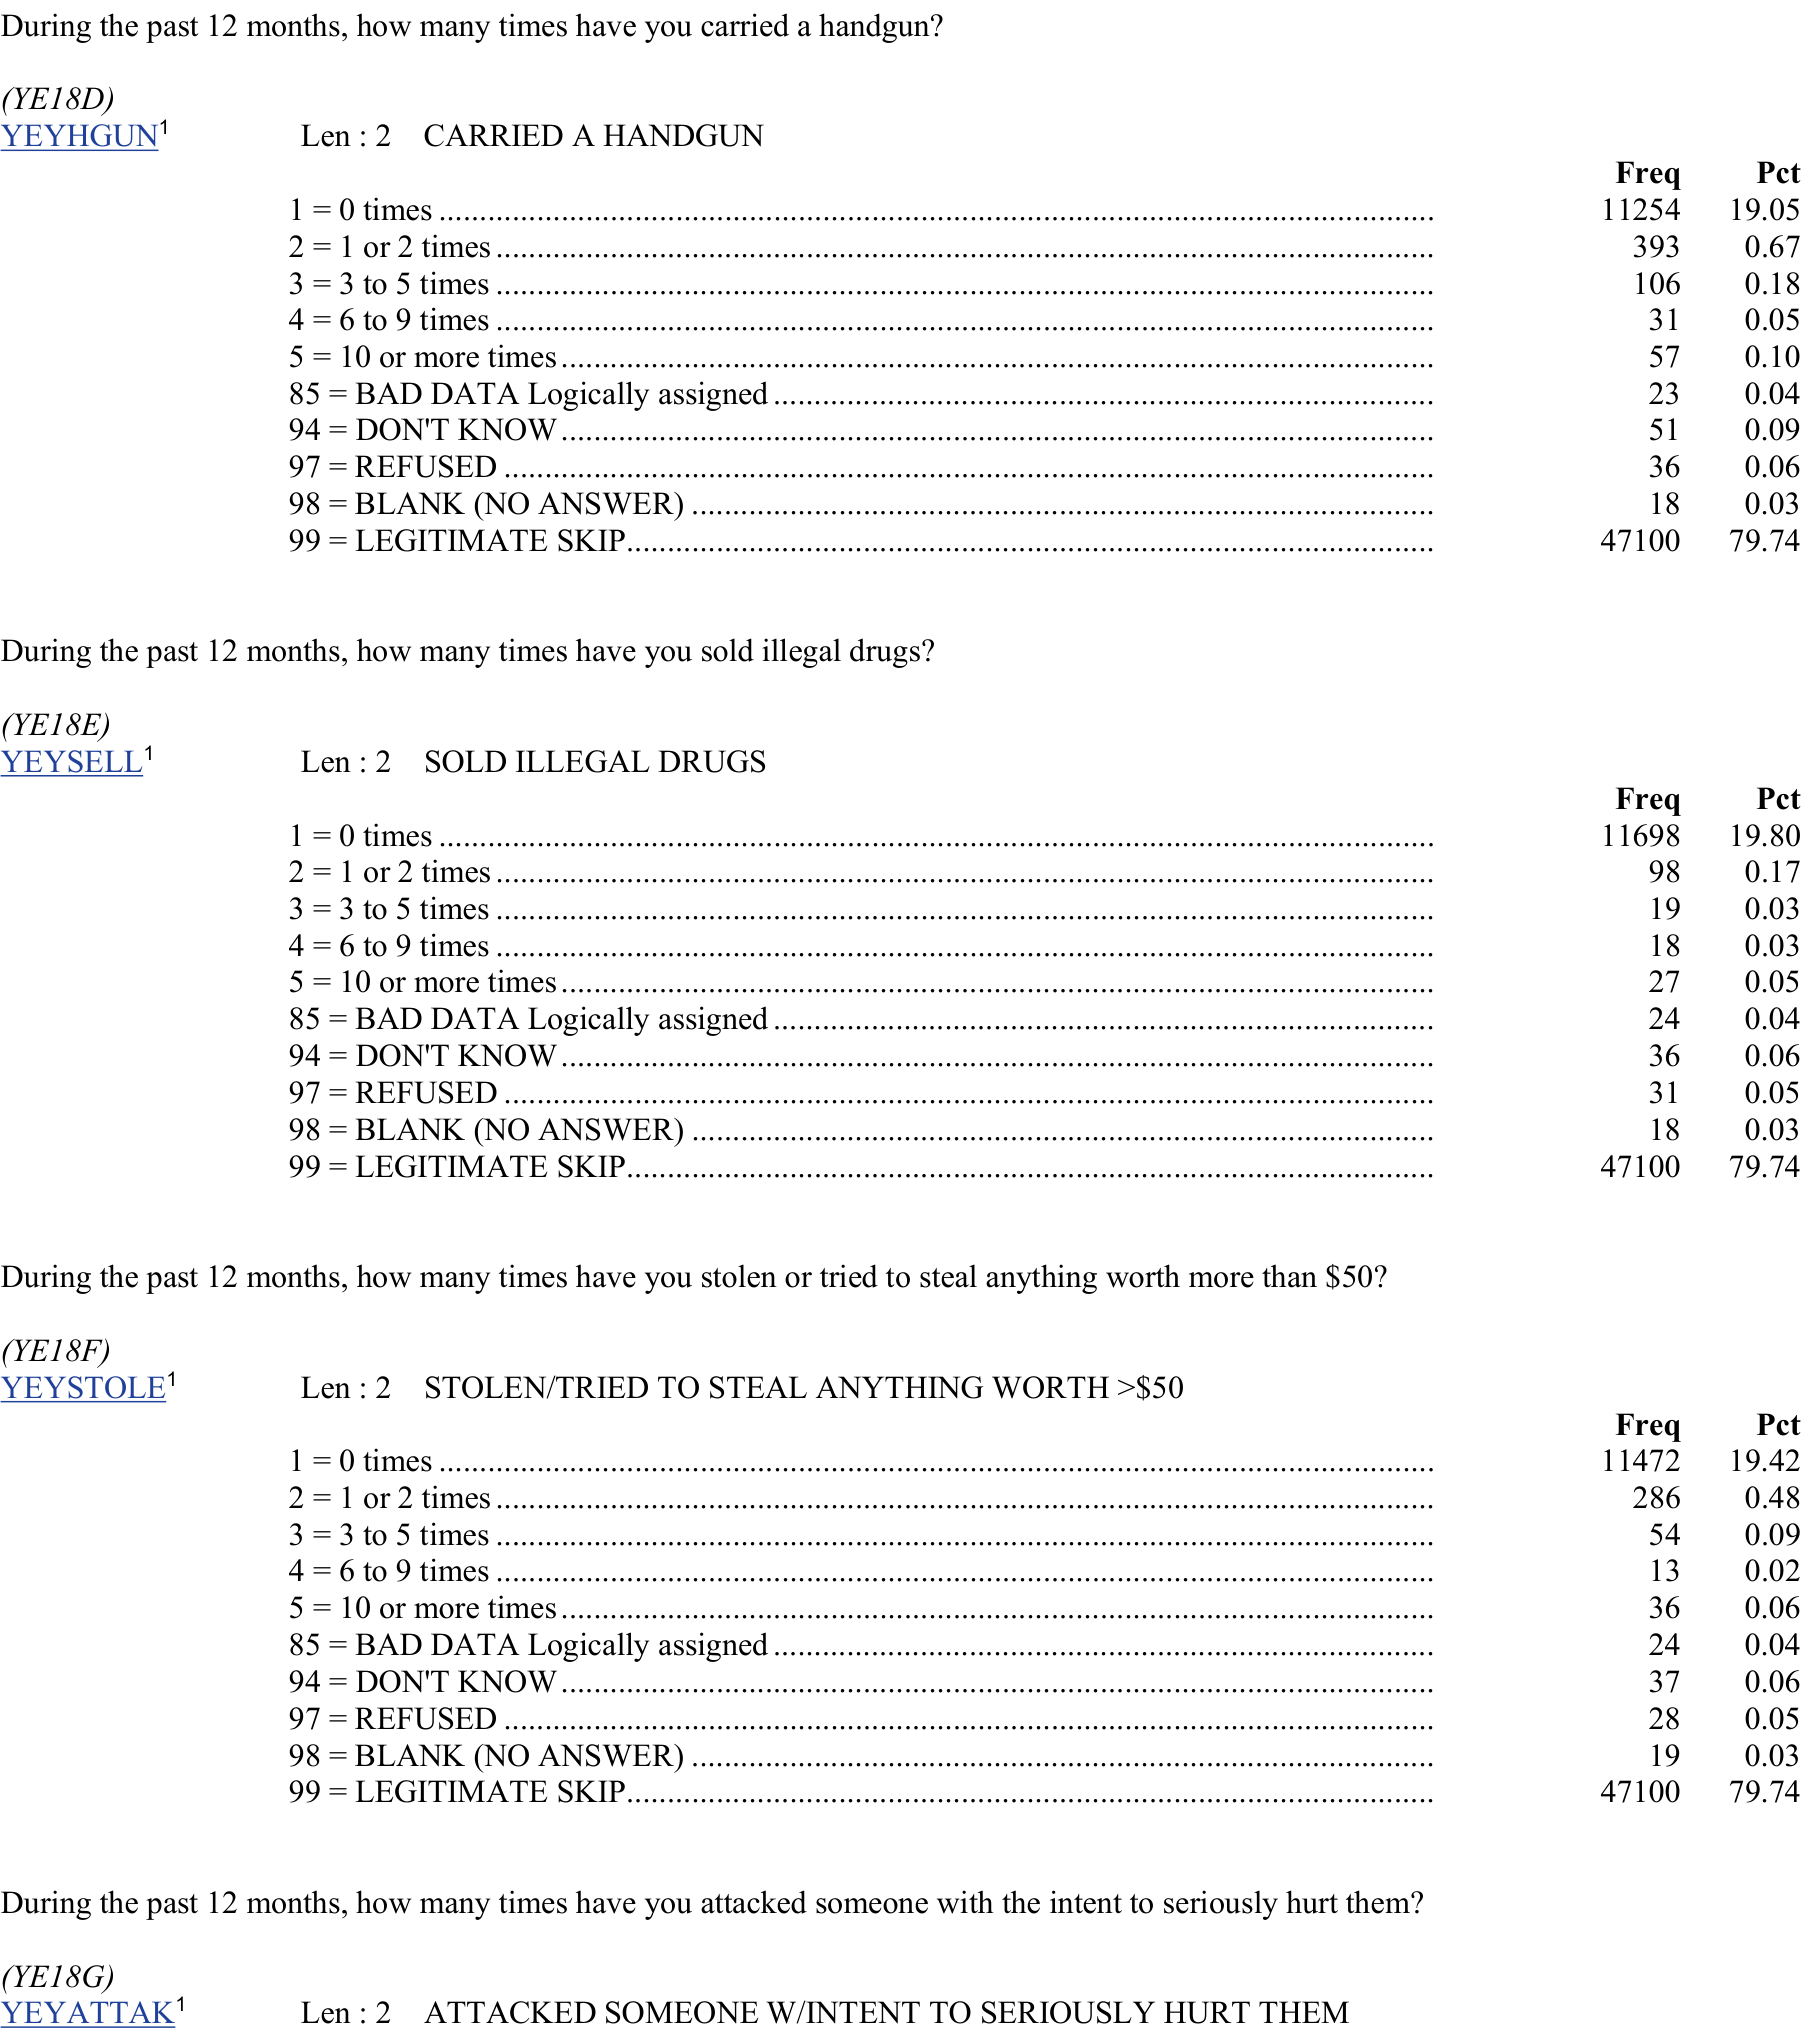 During the past 12 months, how many times have you carried a handgun?
(YE18D)
YEYHGUN1 Len : 2 CARRIED A HANDGUN
Freq Pct
1 = 0 times ........ 11254 19.05
2 = 1 or 2 times ........ 393 0.67
3 = 3 to 5 times ........ 106 0.18
4 = 6 to 9 times ........ 31 0.05
5 = 10 or more times ........ 57 0.10
85 = BAD DATA Logically assigned ........ 23 0.04
94 = DON'T KNOW ........ 51 0.09
97 = REFUSED ........ 36 0.06
98 = BLANK (NO ANSWER) ........ 18 0.03
99 = LEGITIMATE SKIP ........ 47100 79.74
During the past 12 months, how many times have you sold illegal drugs?
(YE18E)
YEYSELL1 Len : 2 SOLD ILLEGAL DRUGS
Freq Pct
1 = 0 times ........ 11698 19.80
2 = 1 or 2 times ........ 98 0.17
3 = 3 to 5 times ........ 19 0.03
4 = 6 to 9 times ........ 18 0.03
5 = 10 or more times ........ 27 0.05
85 = BAD DATA Logically assigned ........ 24 0.04
94 = DON'T KNOW ........ 36 0.06
97 = REFUSED ........ 31 0.05
98 = BLANK (NO ANSWER) ........ 18 0.03
99 = LEGITIMATE SKIP ........ 47100 79.74
During the past 12 months, how many times have you stolen or tried to steal anything worth more than $50?
(YE18F)
YEYSTOLE1 Len : 2 STOLEN/TRIED TO STEAL ANYTHING WORTH >$50
Freq Pct
1 = 0 times ........ 11472 19.42
2 = 1 or 2 times ........ 286 0.48
3 = 3 to 5 times ........ 54 0.09
4 = 6 to 9 times ........ 13 0.02
5 = 10 or more times ........ 36 0.06
85 = BAD DATA Logically assigned ........ 24 0.04
94 = DON'T KNOW ........ 37 0.06
97 = REFUSED ........ 28 0.05
98 = BLANK (NO ANSWER) ........ 19 0.03
99 = LEGITIMATE SKIP ........ 47100 79.74
During the past 12 months, how many times have you attacked someone with the intent to seriously hurt them?
(YE18G)
YEYATTAK1 Len : 2 ATTACKED SOMEONE W/INTENT TO SERIOUSLY HURT THEM